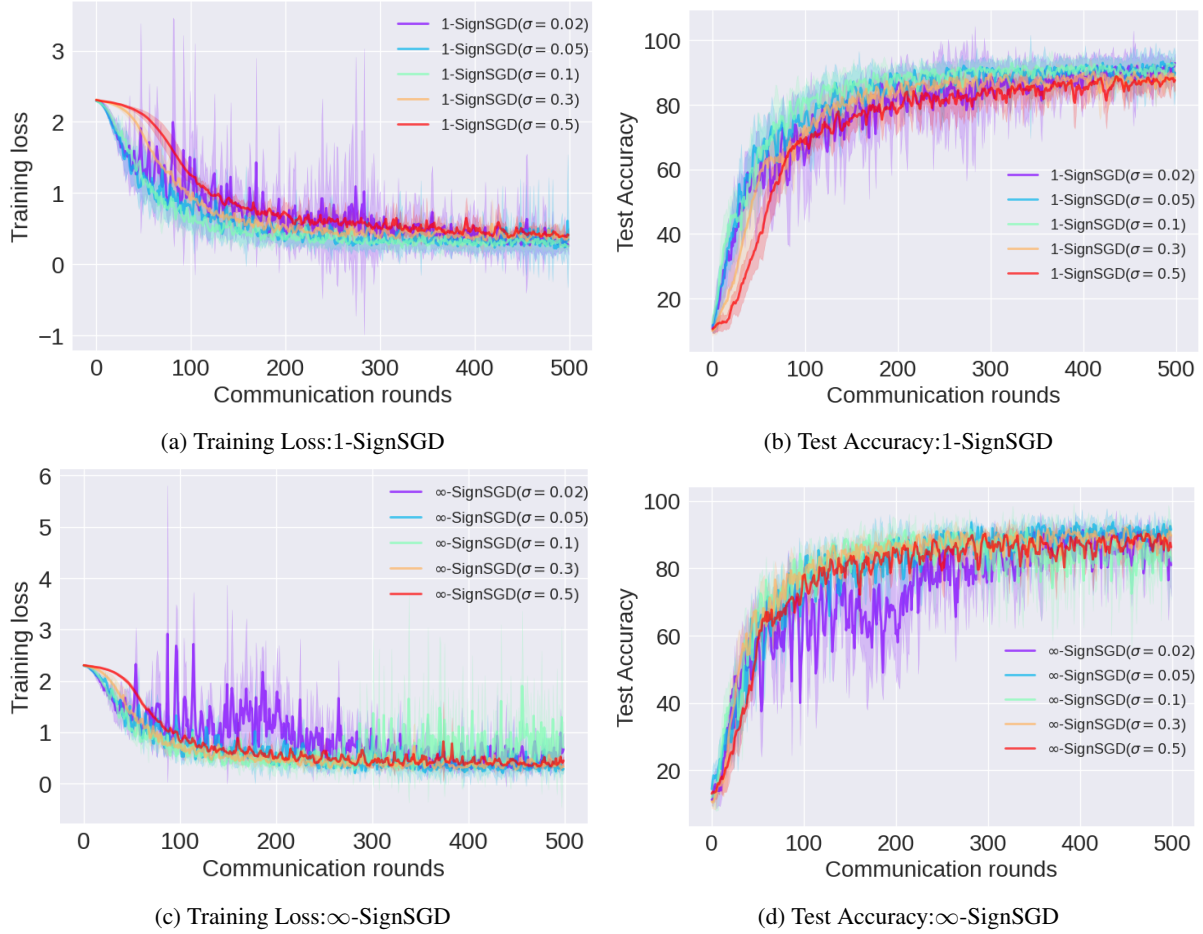 3
2
1
0
−1
Training loss
1-SignSGD(σ = 0.02)
1-SignSGD(σ = 0.05)
1-SignSGD(σ = 0.1)
1-SignSGD(σ = 0.3)
1-SignSGD(σ = 0.5)
0 100 200 300 400 500
Communication rounds
(a) Training Loss:1-SignSGD
100
80
60
40
20
Test Accuracy
1-SignSGD(σ = 0.02)
1-SignSGD(σ = 0.05)
1-SignSGD(σ = 0.1)
1-SignSGD(σ = 0.3)
1-SignSGD(σ = 0.5)
0 100 200 300 400 500
Communication rounds
(b) Test Accuracy:1-SignSGD
6
5
4
3
2
1
0
Training loss
∞-SignSGD(σ = 0.02)
∞-SignSGD(σ = 0.05)
∞-SignSGD(σ = 0.1)
∞-SignSGD(σ = 0.3)
∞-SignSGD(σ = 0.5)
0 100 200 300 400 500
Communication rounds
(c) Training Loss:∞-SignSGD
100
80
60
40
20
Test Accuracy
∞-SignSGD(σ = 0.02)
∞-SignSGD(σ = 0.05)
∞-SignSGD(σ = 0.1)
∞-SignSGD(σ = 0.3)
∞-SignSGD(σ = 0.5)
0 100 200 300 400 500
Communication rounds
(d) Test Accuracy:∞-SignSGD